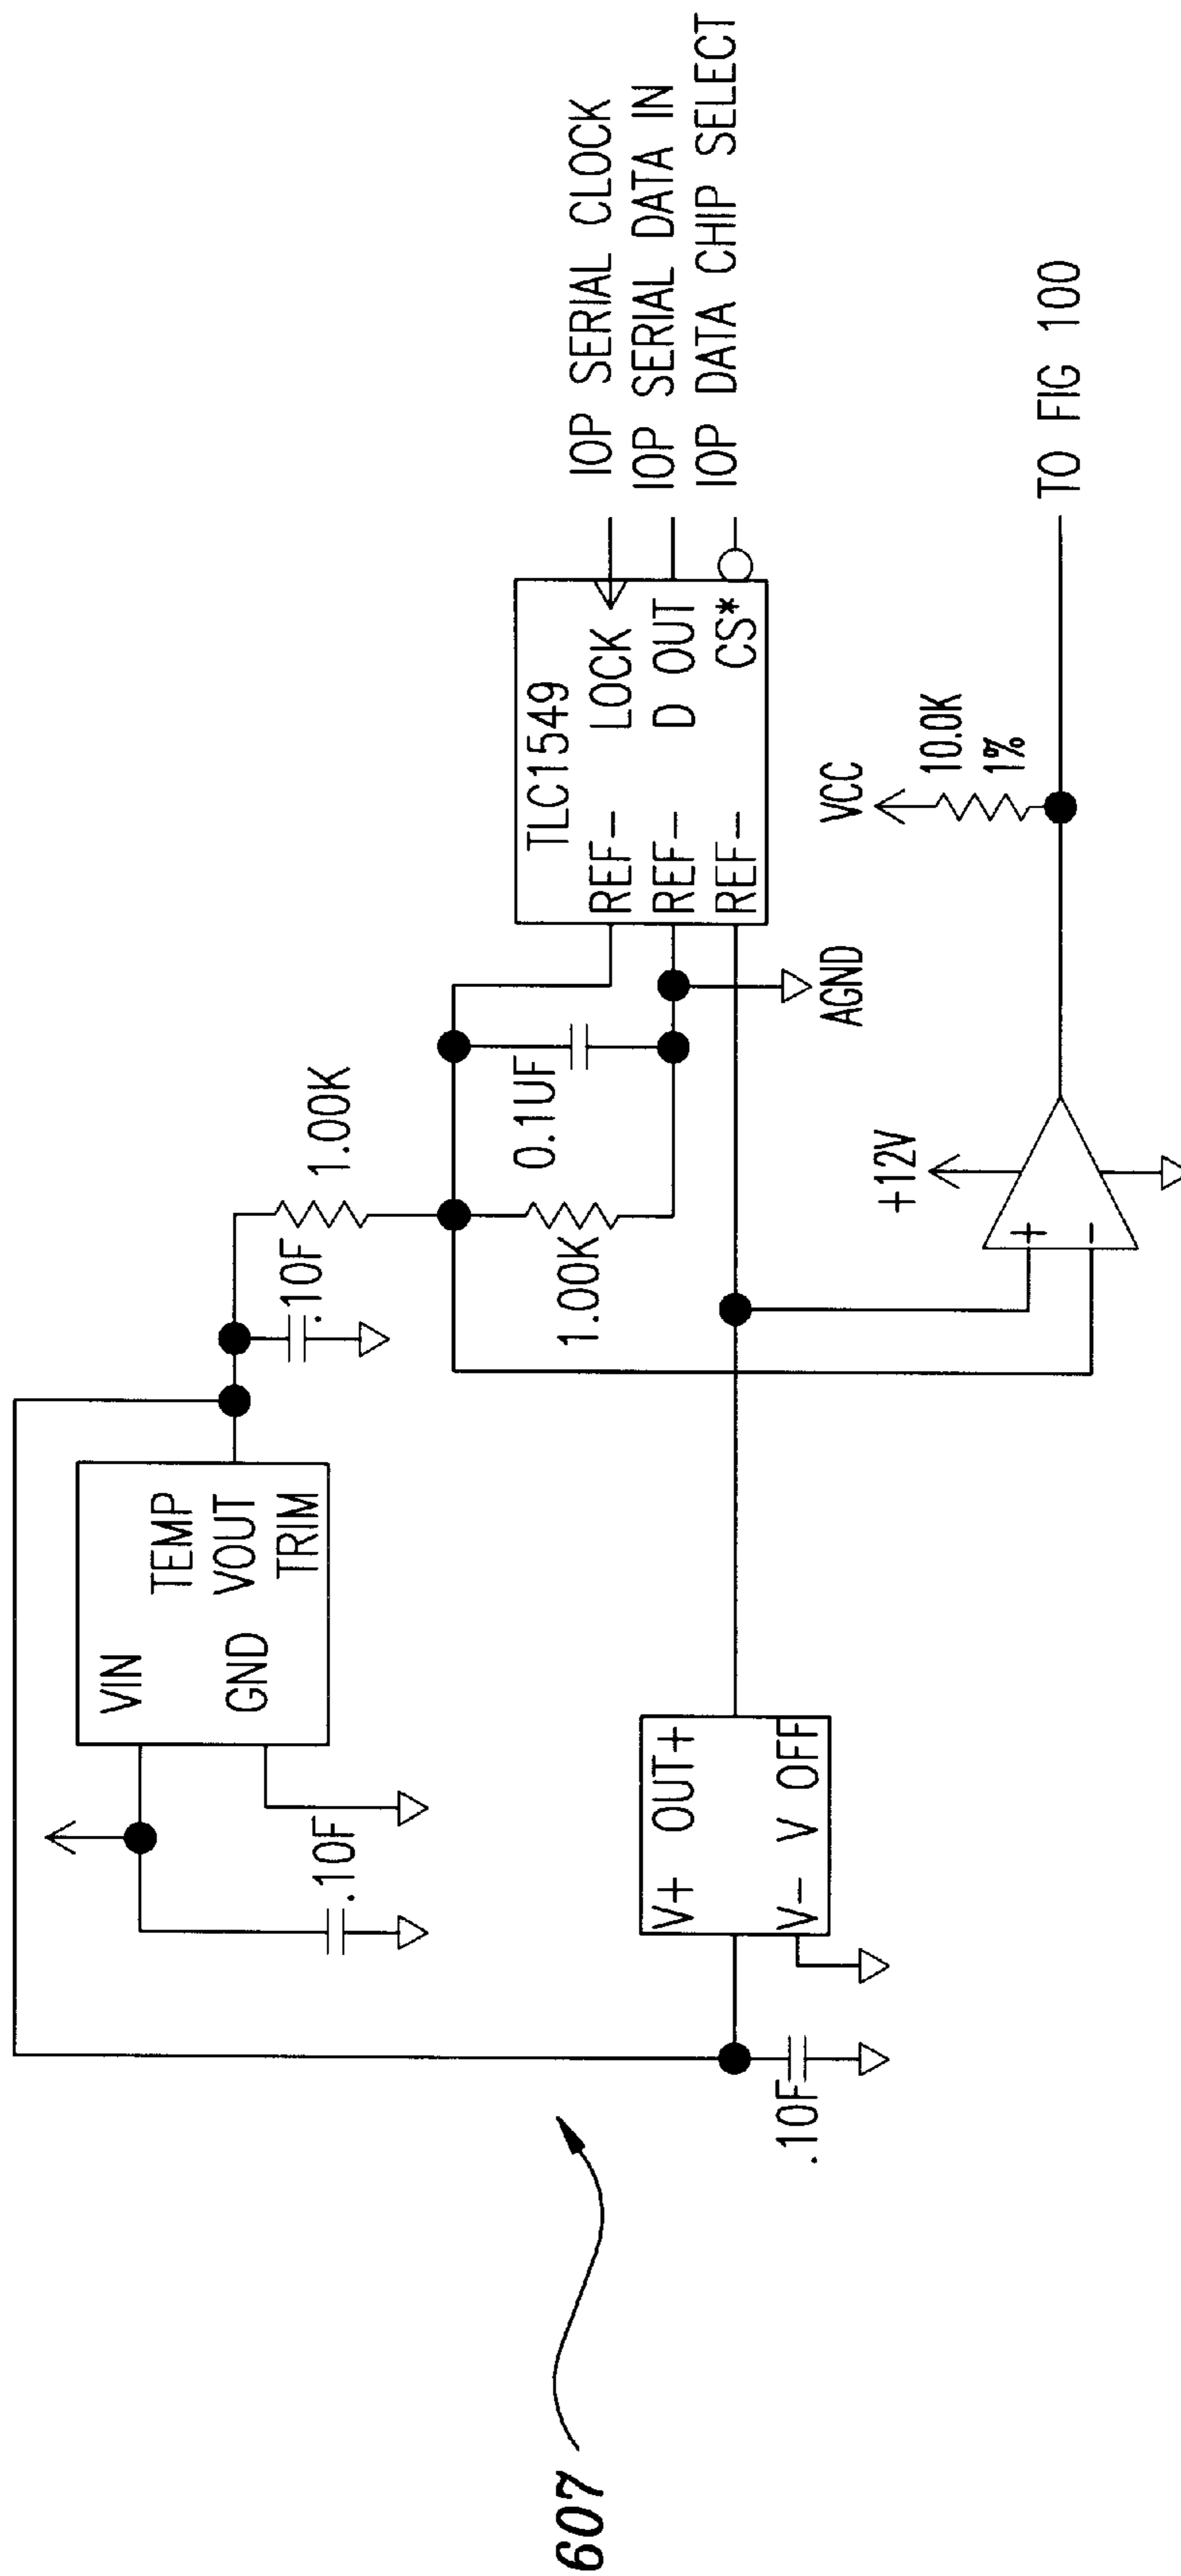 VIN
TEMP
GND
VOUT
TRIM
.10F
.10F
1.00K
1.00K
0.1UF
TLC1549
REF-
LOCK
REF-
D OUT
REF-
CS*
IOP SERIAL CLOCK
IOP SERIAL DATA IN
IOP DATA CHIP SELECT
AGND
V+
OUT+
V-
V OFF
.10F
+12V
+
-
VCC
10.0K
1%
TO FIG 100
607